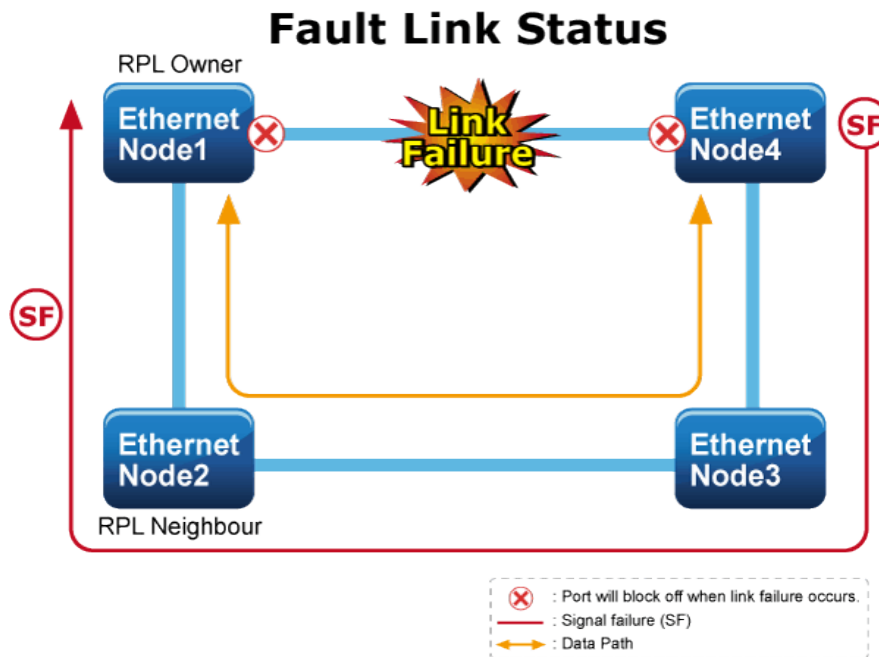 Fault Link Status
RPL Owner
Ethernet
Node1
Link
Failure
Ethernet
Node4
SF
SF
Ethernet
Node2
Ethernet
Node3
RPL Neighbour
: Port will block off when link failure occurs.
: Signal failure (SF)
: Data Path